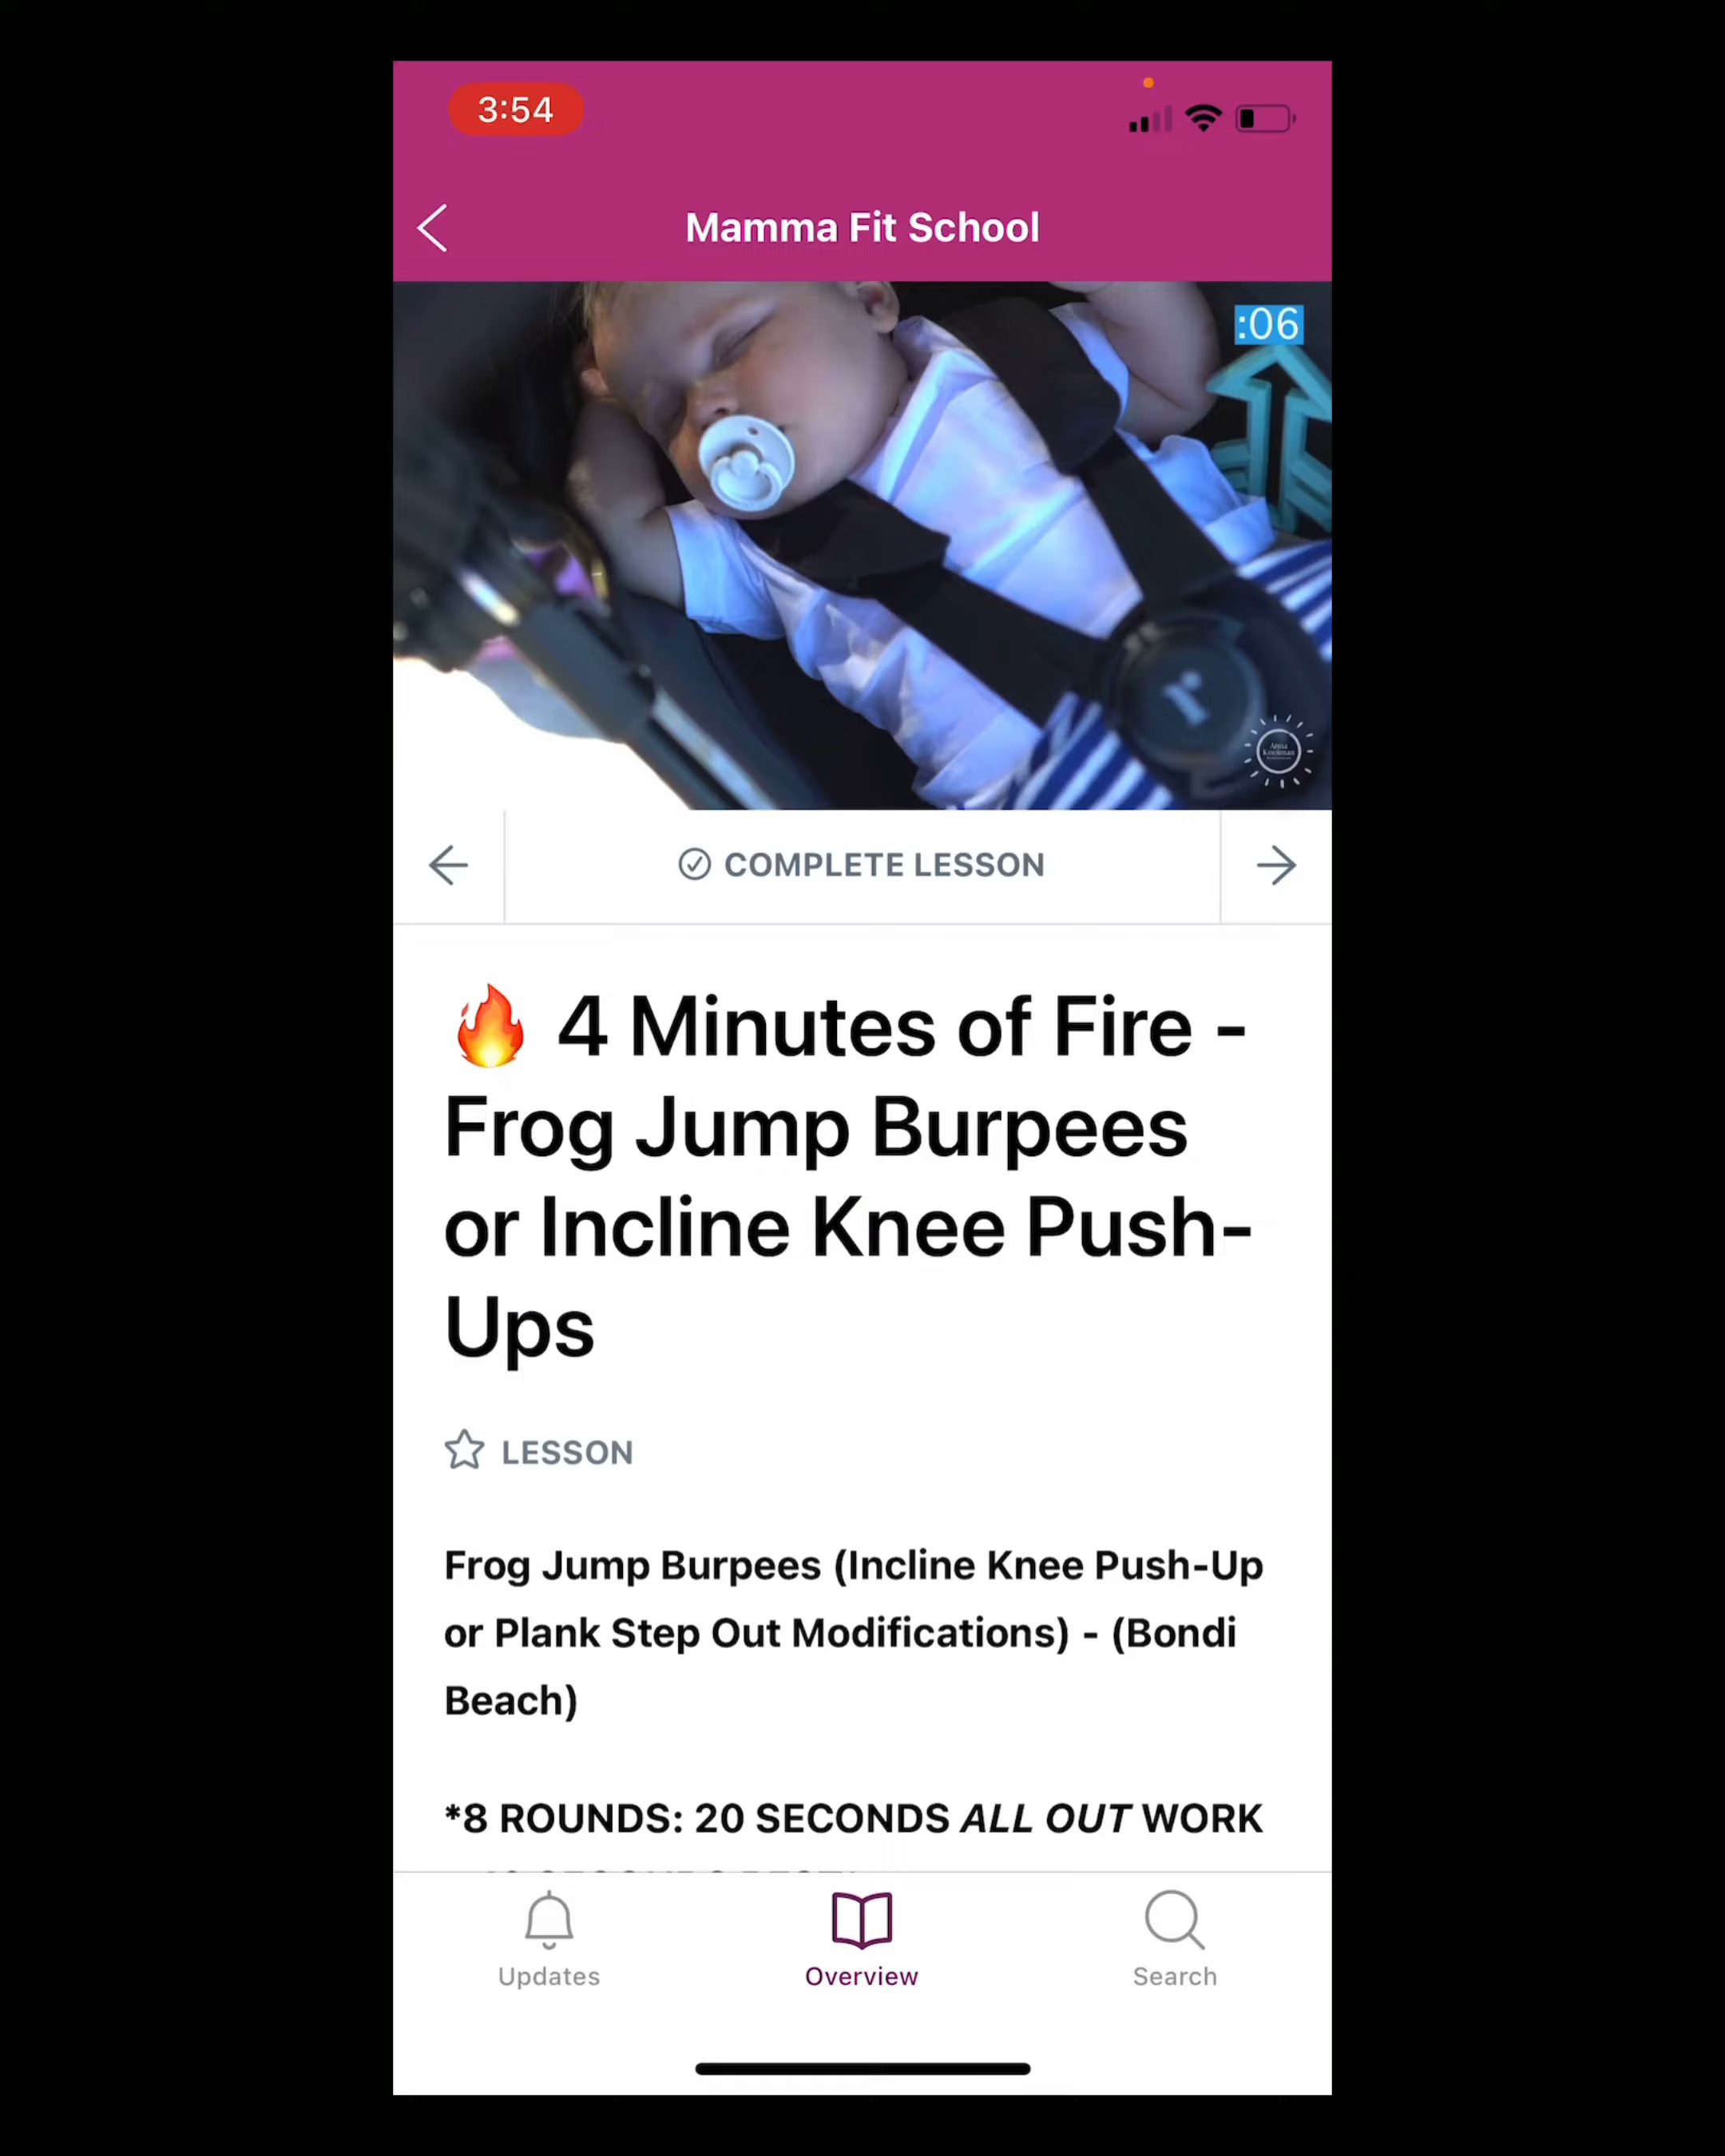 3:54
Mamma Fit School
:06
r
Anna
Kooiman
COMPLETE LESSON
🔥 4 Minutes of Fire -
Frog Jump Burpees
or Incline Knee Push-
Ups
LESSON
Frog Jump Burpees (Incline Knee Push-Up
or Plank Step Out Modifications) - (Bondi
Beach)
*8 ROUNDS: 20 SECONDS ALL OUT WORK
Updates
Overview
Search